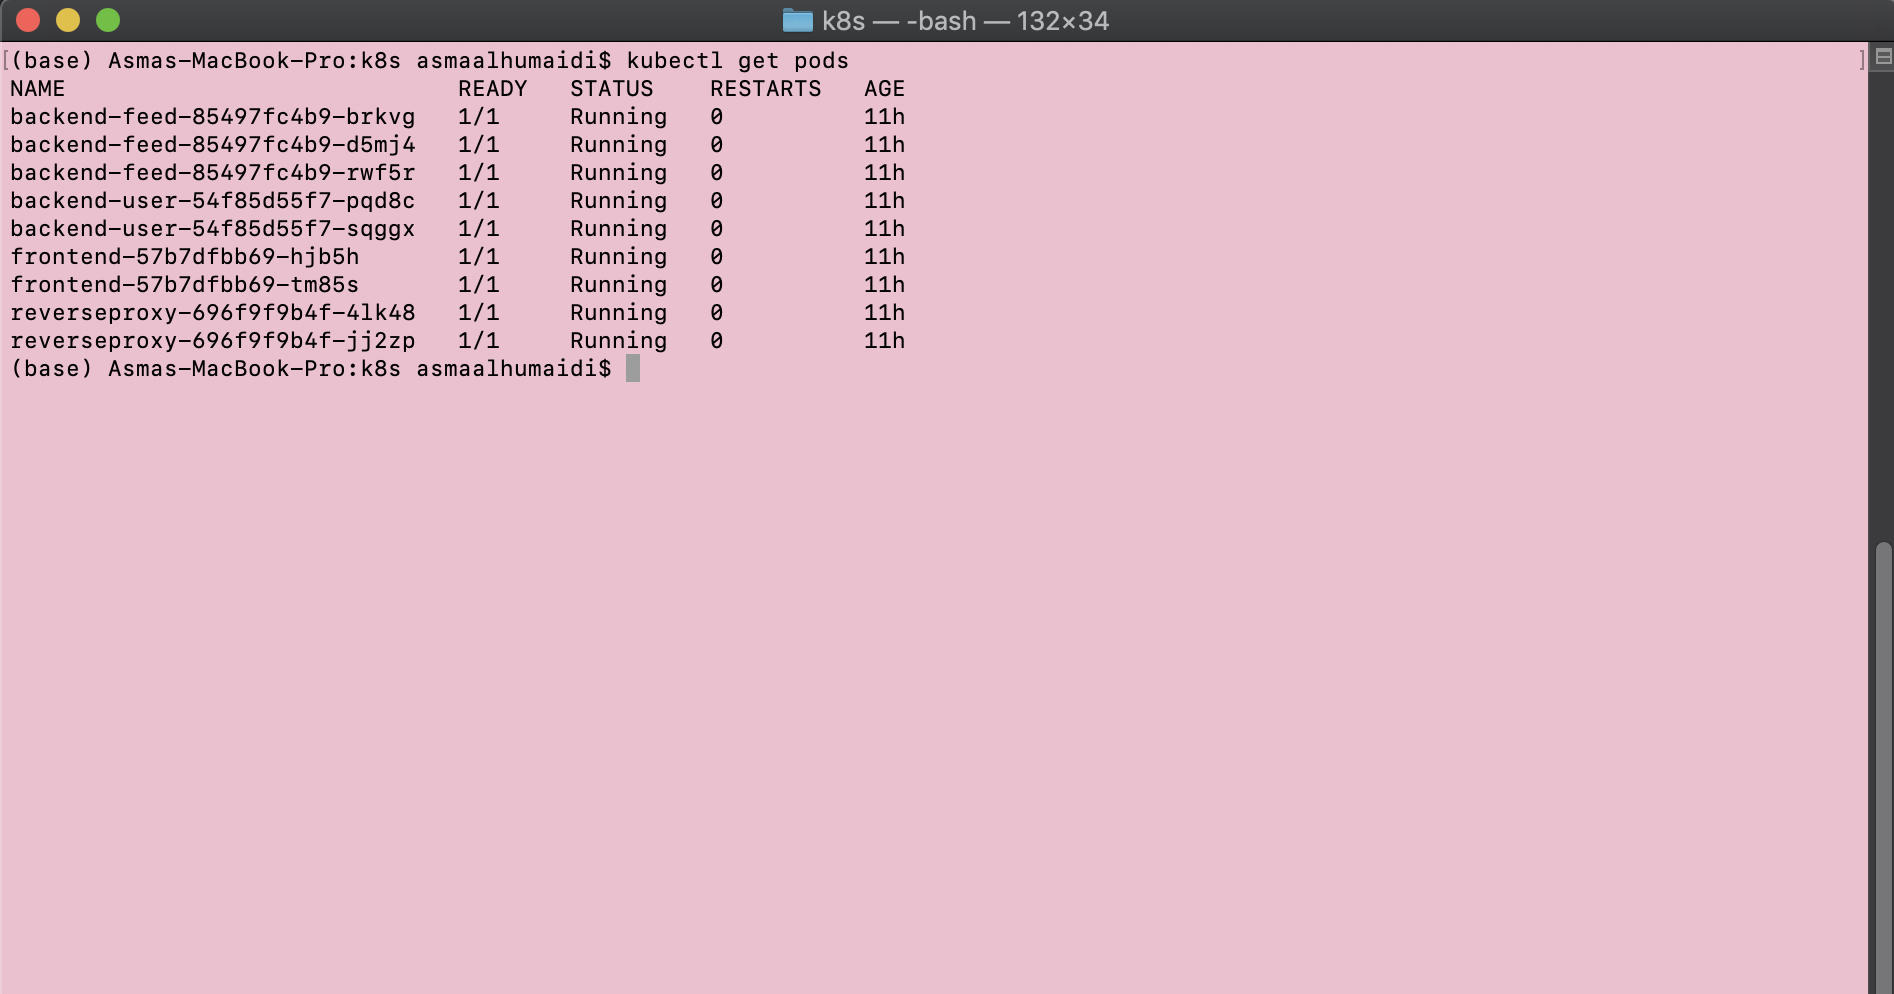 k8s — -bash — 132×34
(base) Asmas-MacBook-Pro:k8s asmaalhumaidi$ kubectl get pods
NAME READY STATUS RESTARTS AGE
backend-feed-85497fc4b9-brkvg 1/1 Running 0 11h
backend-feed-85497fc4b9-d5mj4 1/1 Running 0 11h
backend-feed-85497fc4b9-rwf5r 1/1 Running 0 11h
backend-user-54f85d55f7-pqd8c 1/1 Running 0 11h
backend-user-54f85d55f7-sqggx 1/1 Running 0 11h
frontend-57b7dfbb69-hjb5h 1/1 Running 0 11h
frontend-57b7dfbb69-tm85s 1/1 Running 0 11h
reverseproxy-696f9f9b4f-4lk48 1/1 Running 0 11h
reverseproxy-696f9f9b4f-jj2zp 1/1 Running 0 11h
(base) Asmas-MacBook-Pro:k8s asmaalhumaidi$